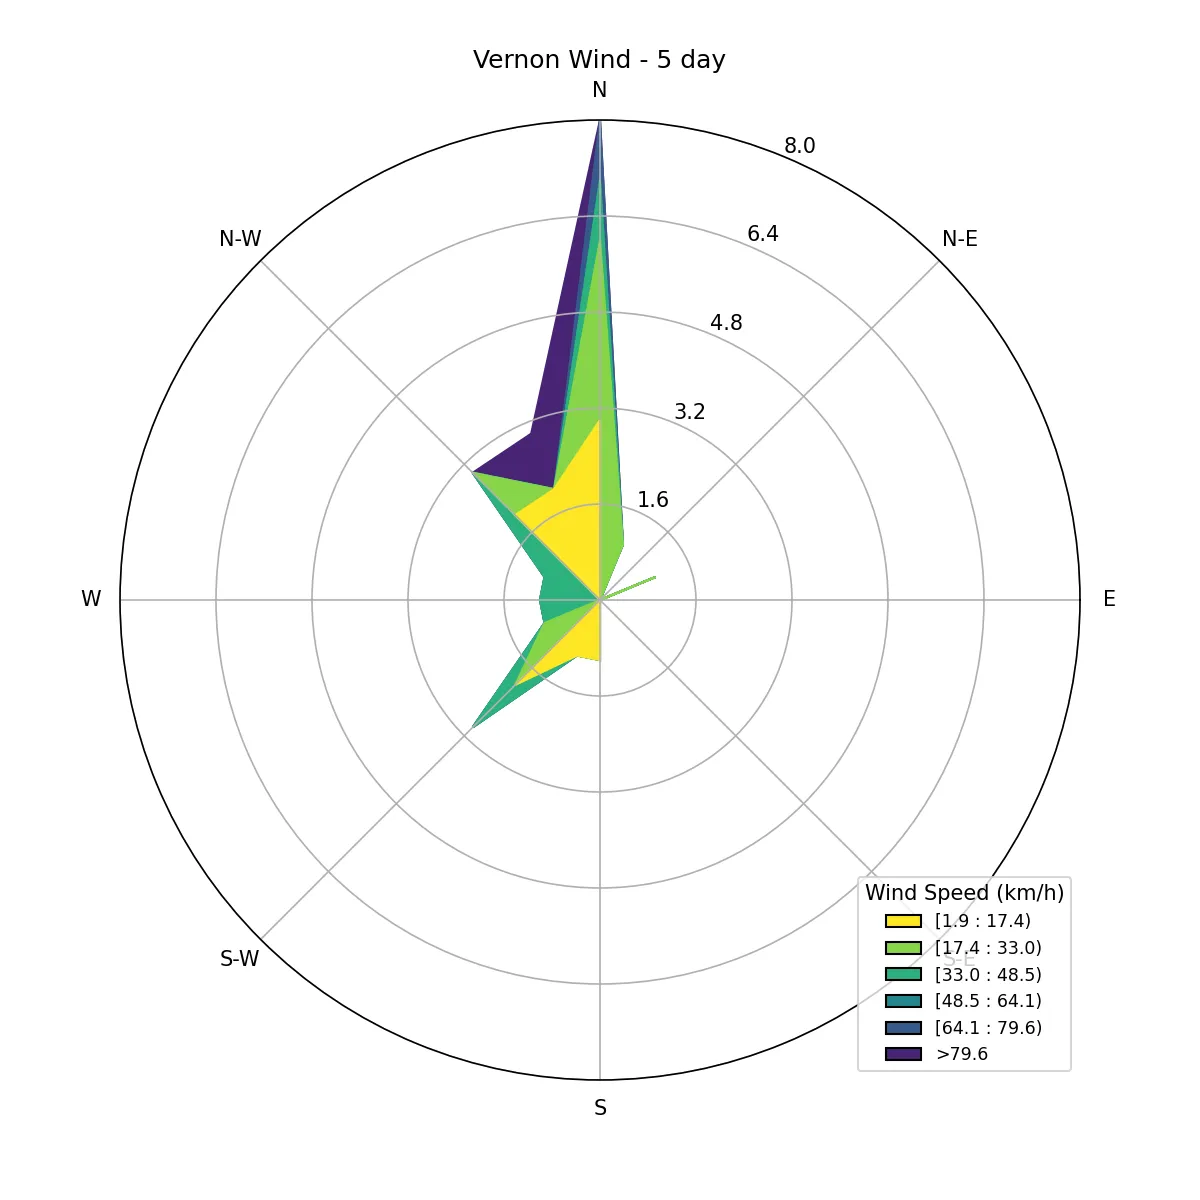 Vernon Wind - 5 day
N
8.0
N-W
6.4
N-E
4.8
3.2
1.6
W
E
Wind Speed (km/h)
[1.9 : 17.4)
[17.4 : 33.0)
S-W
S-E
[33.0 : 48.5)
[48.5 : 64.1)
[64.1 : 79.6)
>79.6
S